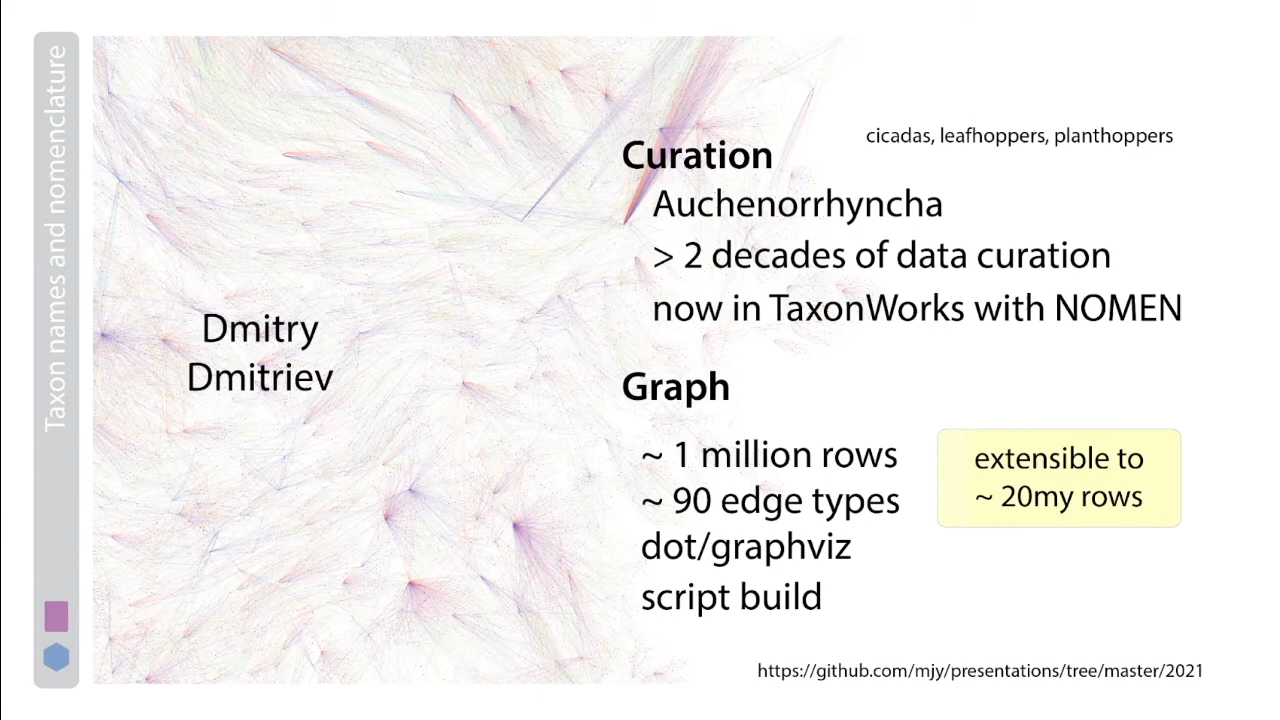 Taxon names and nomenclature
cicadas, leafhoppers, planthoppers
Curation
Auchenorrhyncha
> 2 decades of data curation
now in TaxonWorks with NOMEN
Dmitry
Dmitriev
Graph
~ 1 million rows
~ 90 edge types
dot/graphviz
script build
extensible to
~ 20my rows
https://github.com/mjy/presentations/tree/master/2021